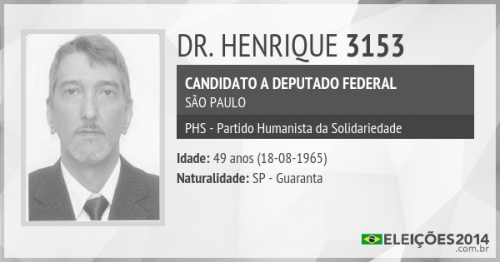 DR. HENRIQUE 3153
CANDIDATO A DEPUTADO FEDERAL
SÃO PAULO
PHS - Partido Humanista da Solidariedade
Idade: 49 anos (18-08-1965)
Naturalidade: SP - Guaranta
ELEIÇÕES2014
.com.br